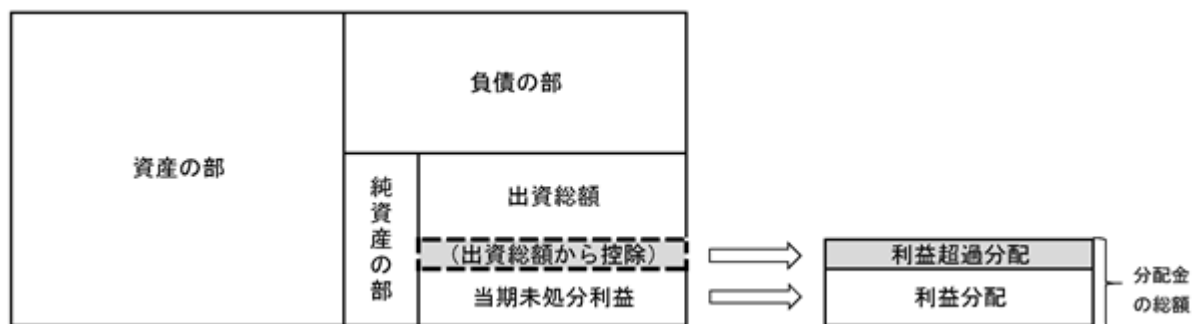 資産の部
負債の部
純資産の部
出資総額
（出資総額から控除）
当期未処分利益
利益超過分配
利益分配
分配金
の総額